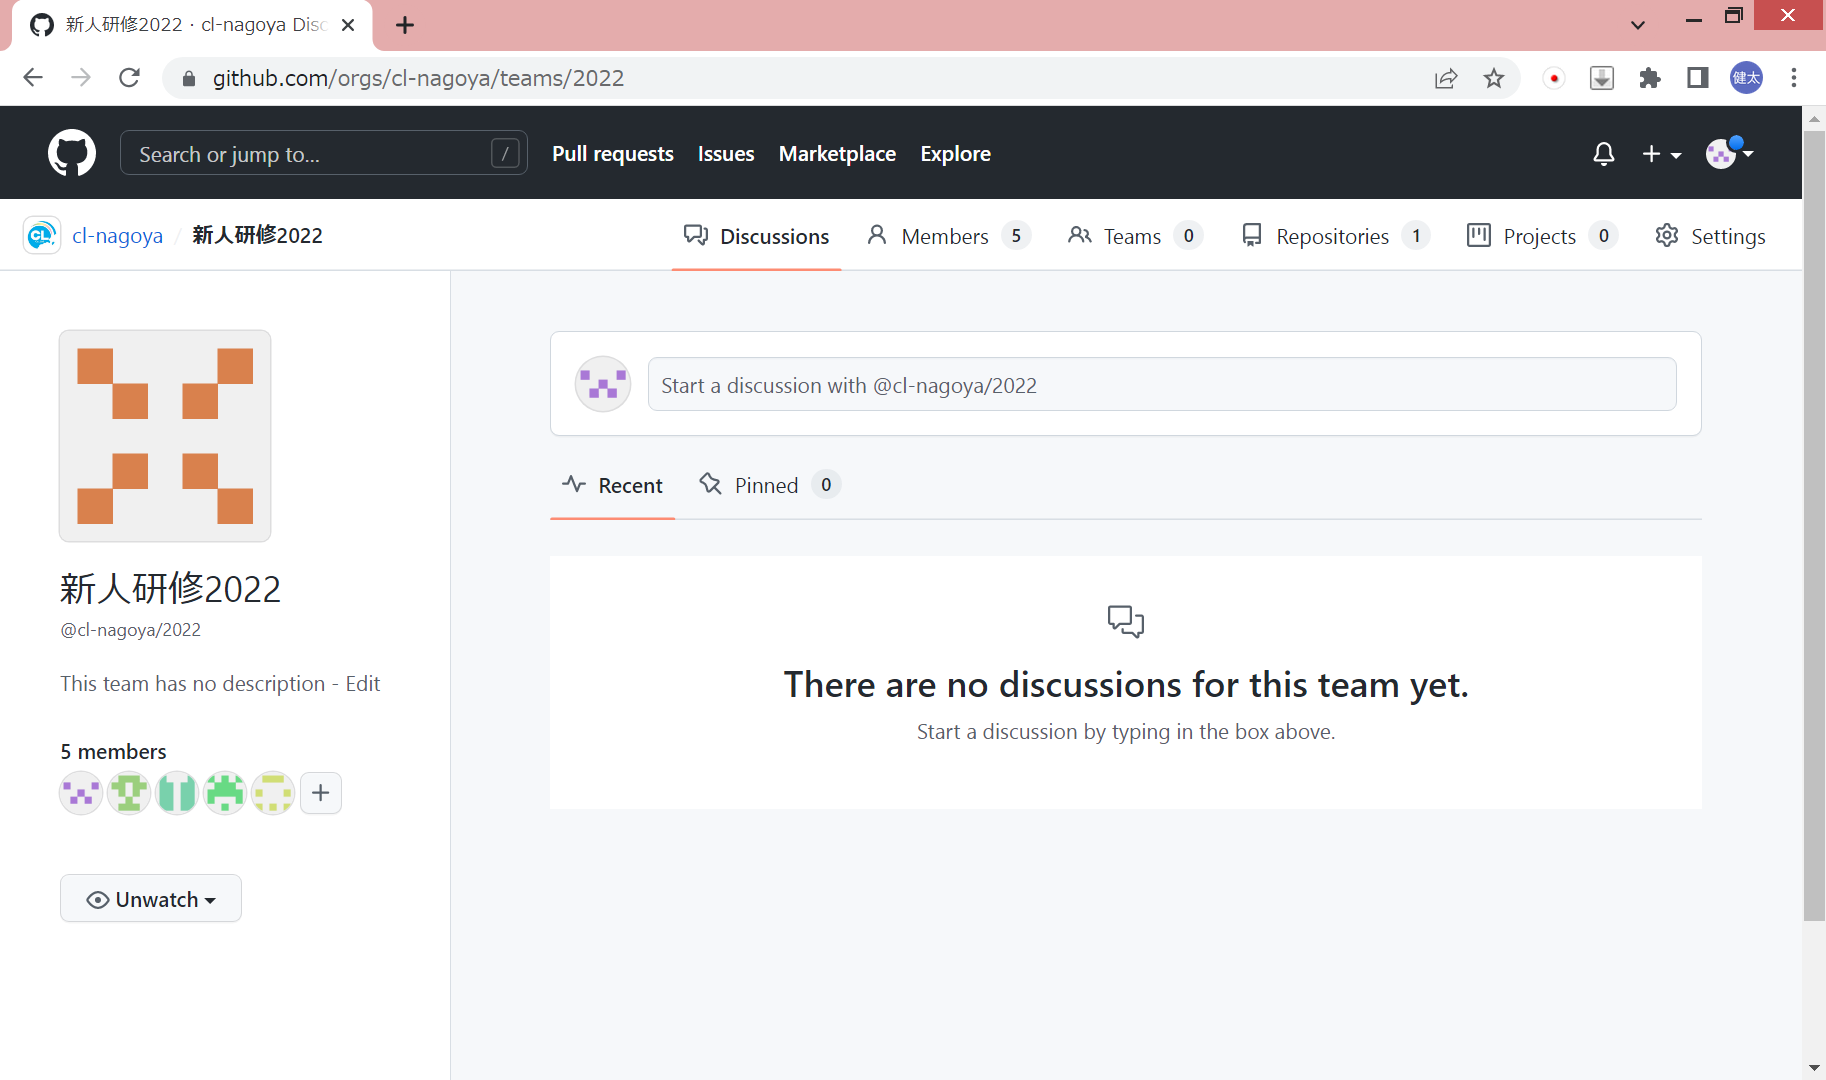 新人研修2022 · cl-nagoya Disc
github.com/orgs/cl-nagoya/teams/2022
健太
Search or jump to...
/
Pull requests
Issues
Marketplace
Explore
CL
cl-nagoya / 新人研修2022
Discussions
Members 5
Teams 0
Repositories 1
Projects 0
Settings
Start a discussion with @cl-nagoya/2022
Recent
Pinned 0
新人研修2022
@cl-nagoya/2022
This team has no description - Edit
5 members
Unwatch
There are no discussions for this team yet.
Start a discussion by typing in the box above.